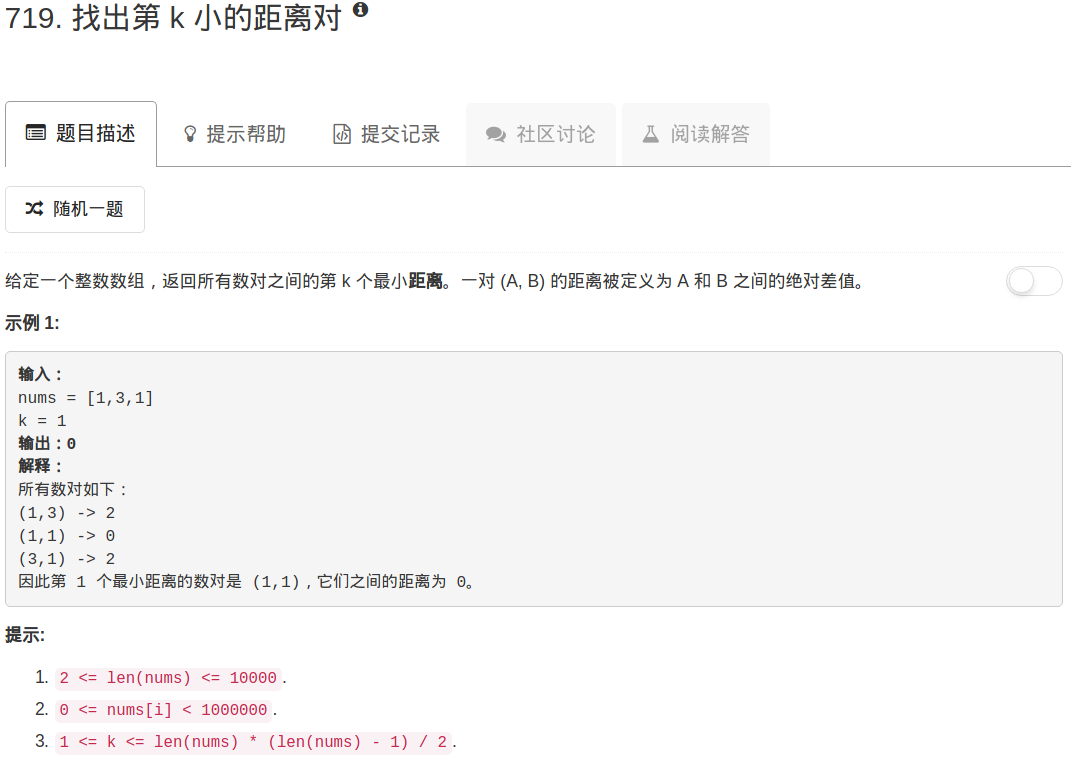 719. 找出第 k 小的距离对
题目描述
提示帮助
提交记录
社区讨论
阅读解答
随机一题
给定一个整数数组，返回所有数对之间的第 k 个最小距离。一对 (A, B) 的距离被定义为 A 和 B 之间的绝对差值。
示例 1:
输入：
nums = [1,3,1]
k = 1
输出：0
解释：
所有数对如下：
(1,3) -> 2
(1,1) -> 0
(3,1) -> 2
因此第 1 个最小距离的数对是 (1,1)，它们之间的距离为 0。
提示:
1. 2 <= len(nums) <= 10000.
2. 0 <= nums[i] < 1000000.
3. 1 <= k <= len(nums) * (len(nums) - 1) / 2.